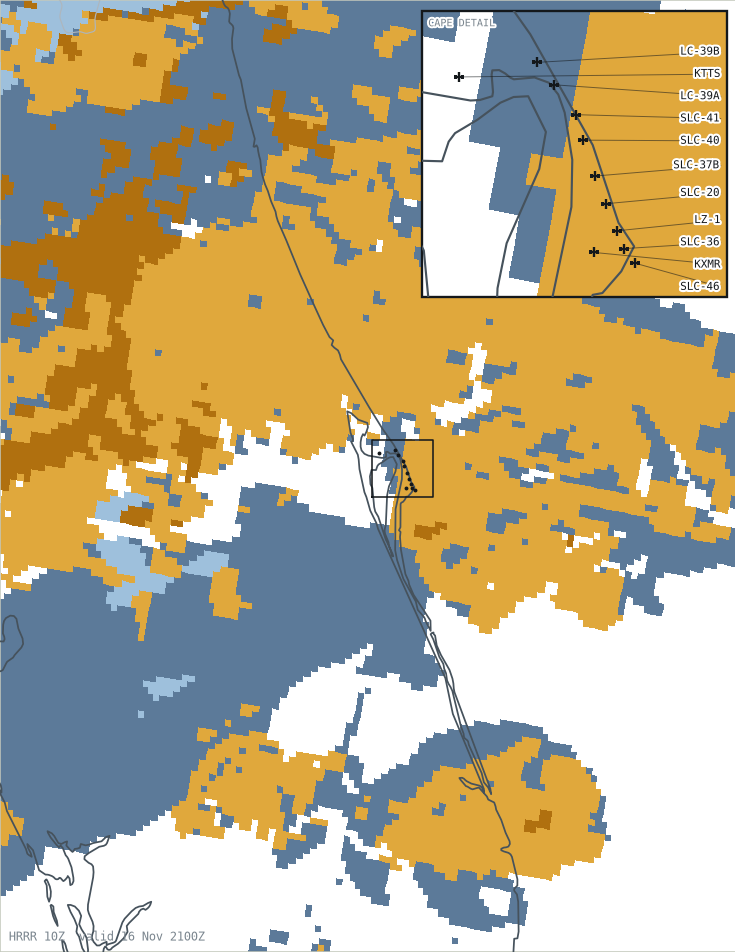 CAPE DETAIL
LC-39B
KTTS
LC-39A
SLC-41
SLC-40
SLC-37B
SLC-20
LZ-1
SLC-36
KXMR
SLC-46
HRRR 10Z valid 16 Nov 2100Z